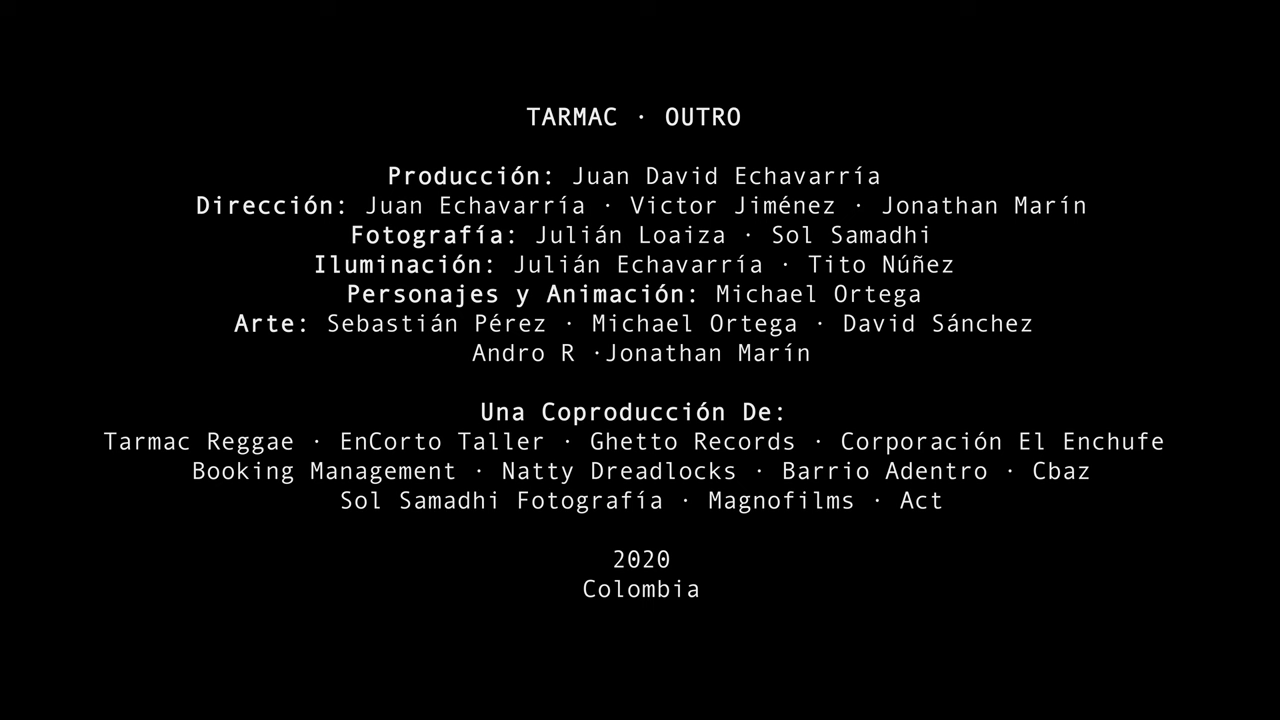 TARMAC · OUTRO
Producción: Juan David Echavarría
Dirección: Juan Echavarría · Victor Jiménez · Jonathan Marín
Fotografía: Julián Loaiza · Sol Samadhi
Iluminación: Julián Echavarría · Tito Núñez
Personajes y Animación: Michael Ortega
Arte: Sebastián Pérez · Michael Ortega · David Sánchez
Andro R ·Jonathan Marín
Una Coproducción De:
Tarmac Reggae · EnCorto Taller · Ghetto Records · Corporación El Enchufe
Booking Management · Natty Dreadlocks · Barrio Adentro · Cbaz
Sol Samadhi Fotografía · Magnofilms · Act
2020
Colombia